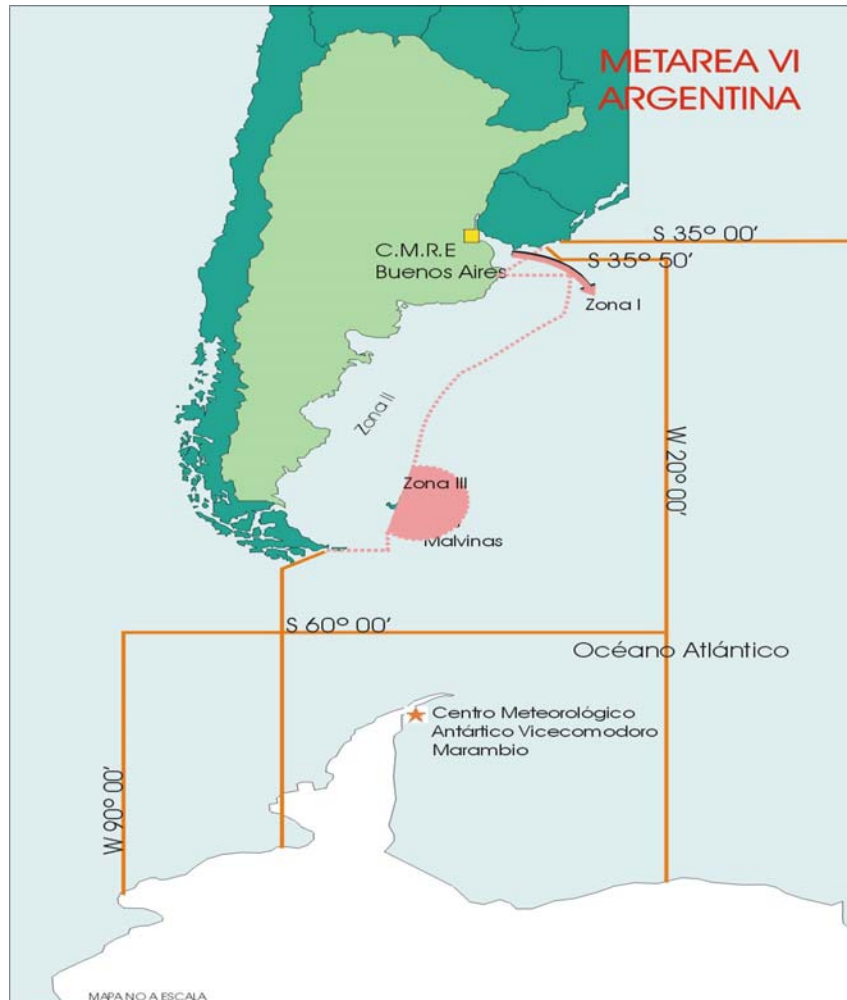 METAREA VI
ARGENTINA
S 35° 00'
C.M.R.E
Buenos Aires
S 35° 50'
Zona I
Zona II
W 20° 00'
Zona III
Malvinas
S 60° 00'
Océano Atlántico
Centro Meteorológico
Antártico Vicecomodoro
Marambio
W 90° 00'
MAPA NO A ESCALA